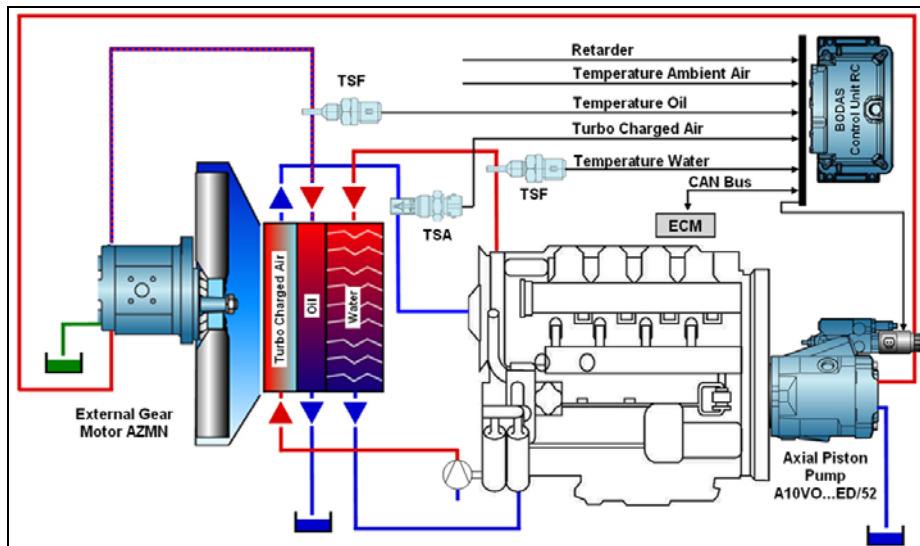 Retarder
Temperature Ambient Air
TSF
Temperature Oil
Turbo Charged Air
Temperature Water
TSF
CAN Bus
TSA
ECM
BODAS
Control Unit RC
Turbo Charged Air
Oil
Water
External Gear
Motor AZMN
Axial Piston
Pump
A10VO...ED/52